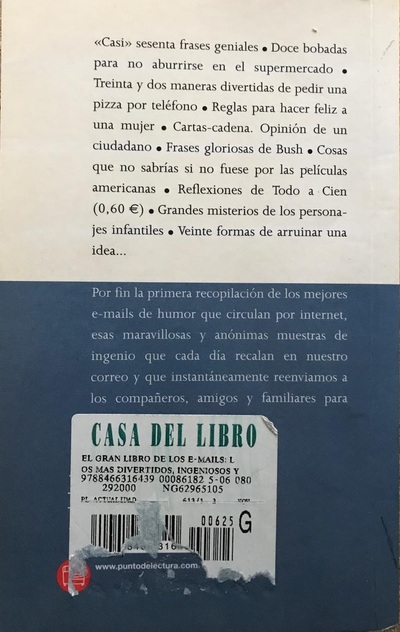 «Casi» sesenta frases geniales • Doce bobadas
para no aburrirse en el supermercado •
Treinta y dos maneras divertidas de pedir una
pizza por teléfono • Reglas para hacer feliz a
una mujer • Cartas-cadena. Opinión de un
ciudadano • Frases gloriosas de Bush • Cosas
que no sabrías si no fuese por las películas
americanas • Reflexiones de Todo a Cien
(0,60 €) • Grandes misterios de los persona-
jes infantiles • Veinte formas de arruinar una
idea...
Por fin la primera recopilación de los mejores
e-mails de humor que circulan por internet,
esas maravillosas y anónimas muestras de
ingenio que cada día recalan en nuestro
correo y que instantáneamente reenviamos a
los compañeros, amigos y familiares para
CASA DEL LIBRO
EL GRAN LIBRO DE LOS E-MAILS: L
OS MAS DIVERTIDOS, INGENIOSOS Y
9788466316439 00086182 5-06 080
292000 NG62965105
PL ACTUALIDAD
00625 G
www.puntodelectura.com